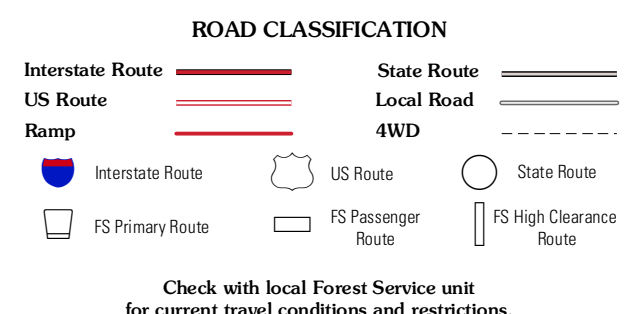 ROAD CLASSIFICATION
Interstate Route
State Route
US Route
Local Road
Ramp
4WD
Interstate Route
US Route
State Route
FS Primary Route
FS Passenger
Route
FS High Clearance
Route
Check with local Forest Service unit
for current travel conditions and restrictions.